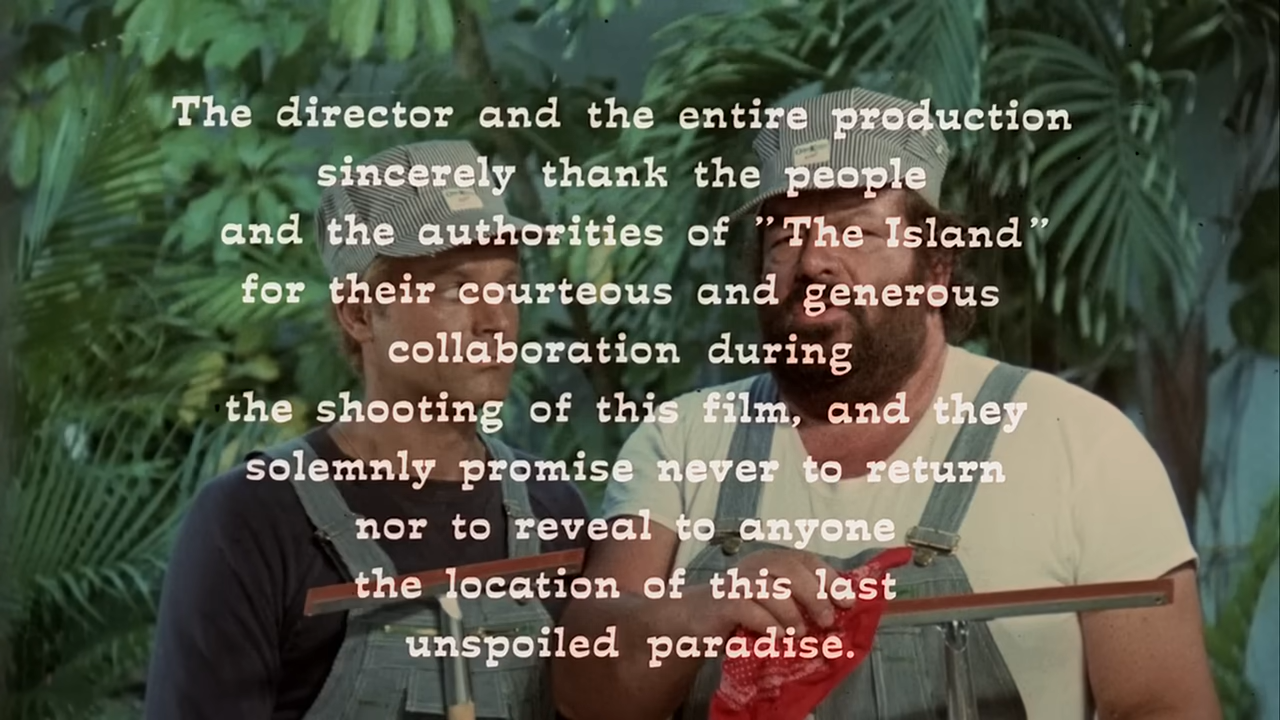 The director and the entire production
sincerely thank the people
and the authorities of ”The Island”
for their courteous and generous
collaboration during
the shooting of this film, and they
solemnly promise never to return
nor to reveal to anyone
the location of this last
unspoiled paradise.